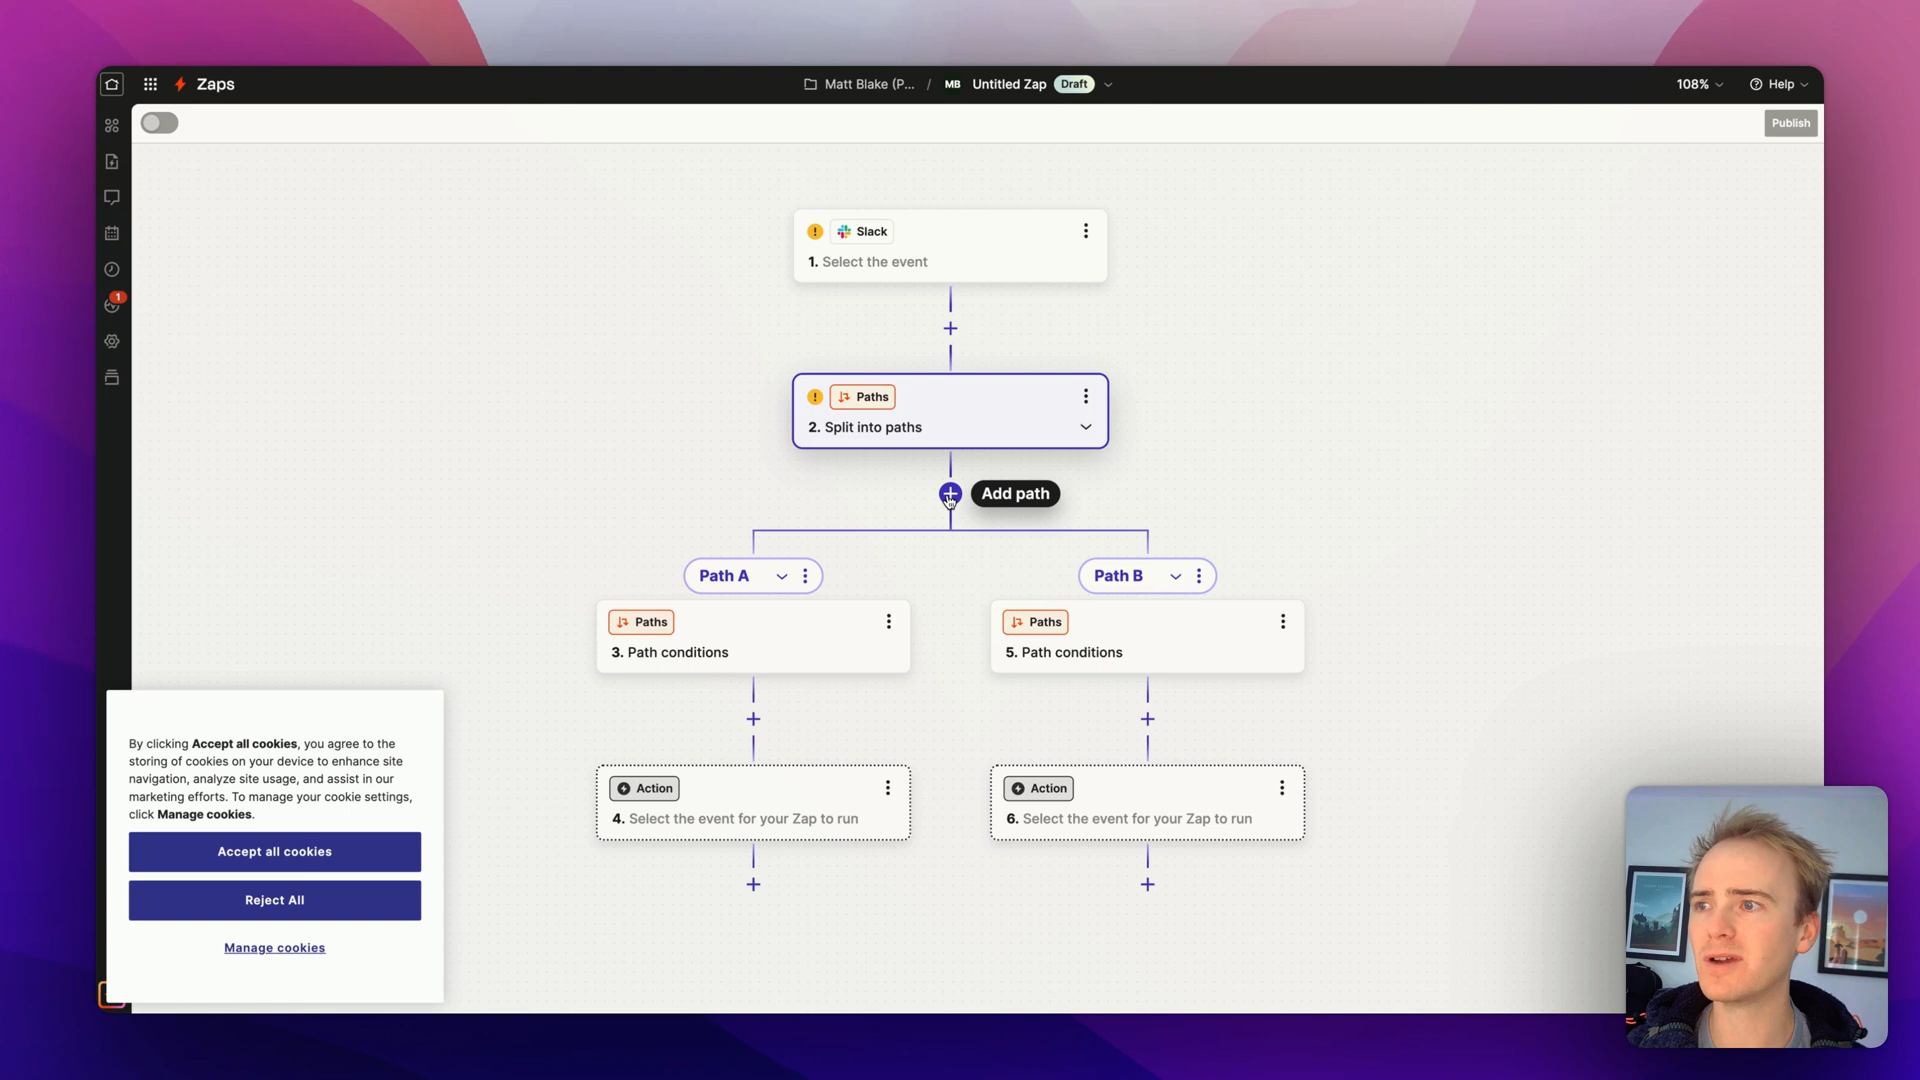 Zaps
Matt Blake (P... / MB Untitled Zap Draft
108%
Help
Publish
1
Slack
1. Select the event
Paths
2. Split into paths
Add path
Path A
Path B
Paths
3. Path conditions
Paths
5. Path conditions
Action
4. Select the event for your Zap to run
Action
6. Select the event for your Zap to run
By clicking Accept all cookies, you agree to the
storing of cookies on your device to enhance site
navigation, analyze site usage, and assist in our
marketing efforts. To manage your cookie settings,
click Manage cookies.
Accept all cookies
Reject All
Manage cookies